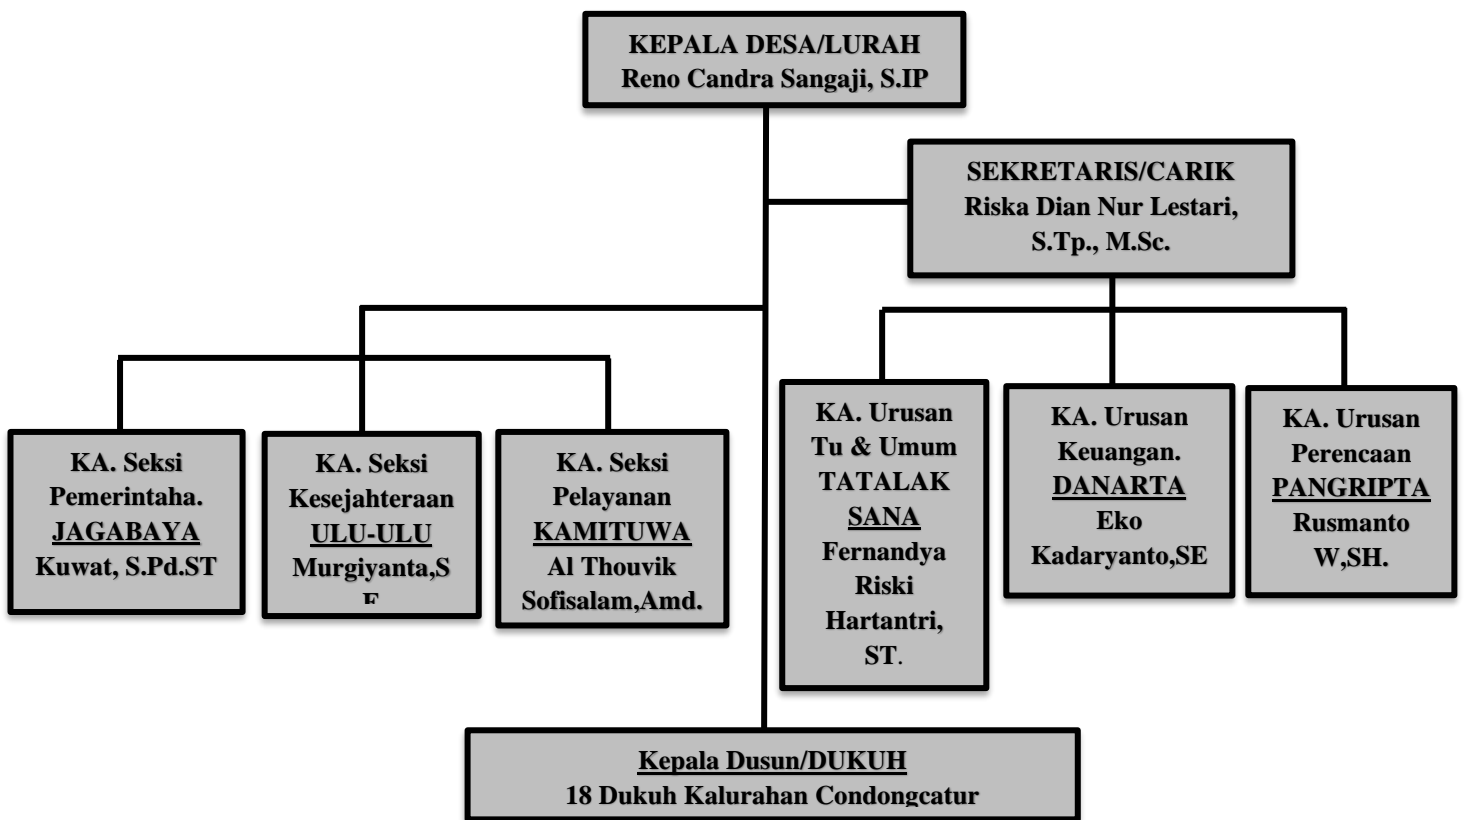 KEPALA DESA/LURAH
Reno Candra Sangaji, S.IP
SEKRETARIS/CARIK
Riska Dian Nur Lestari,
S.Tp., M.Sc.
KA. Seksi
Pemerintaha.
JAGABAYA
Kuwat, S.Pd.ST
KA. Seksi
Kesejahteraan
ULU-ULU
Murgiyanta,S
E
KA. Seksi
Pelayanan
KAMITUWA
Al Thouvik
Sofisalam,Amd.
KA. Urusan
Tu & Umum
TATALAK
SANA
Fernandya
Riski
Hartantri,
ST.
KA. Urusan
Keuangan.
DANARTA
Eko
Kadaryanto,SE
KA. Urusan
Perencaan
PANGRIPTA
Rusmanto
W,SH.
Kepala Dusun/DUKUH
18 Dukuh Kalurahan Condongcatur